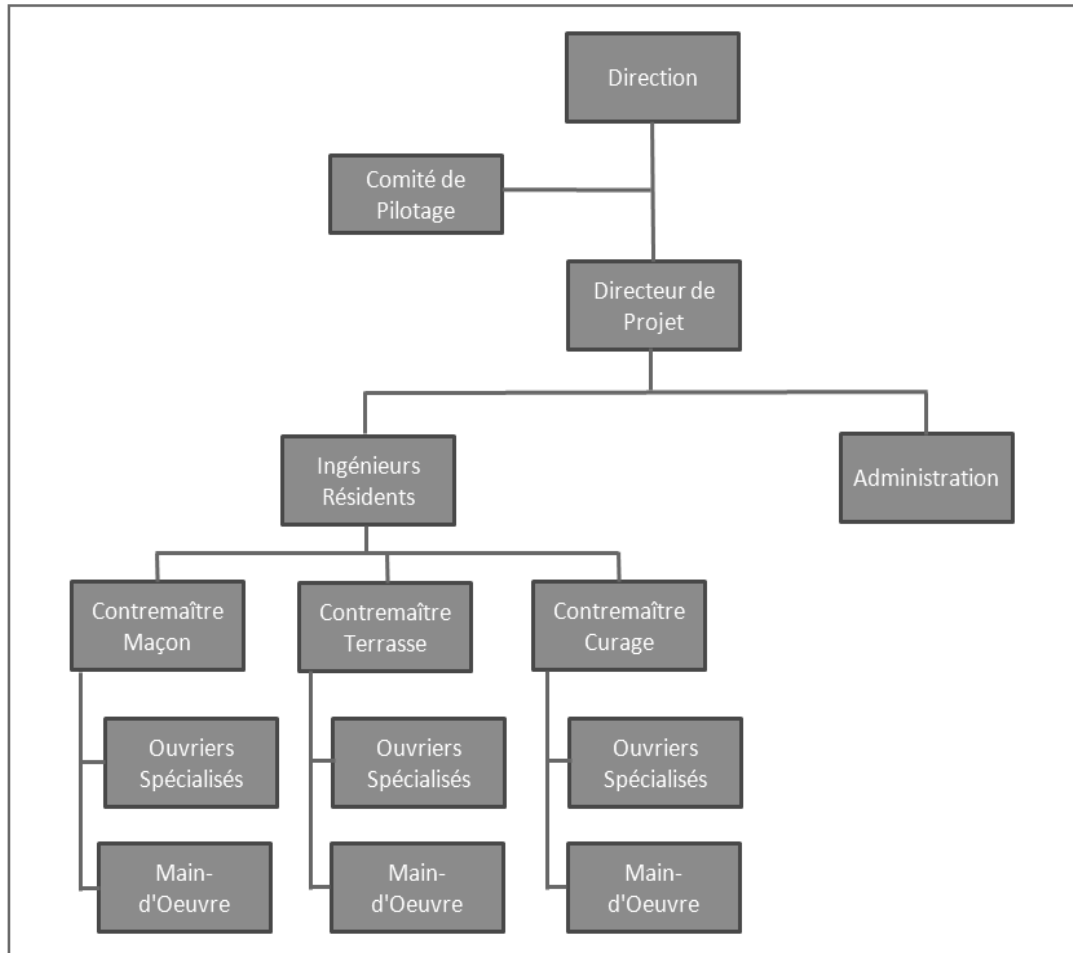 Direction
Comité de
Pilotage
Directeur de
Projet
Ingénieurs
Résidents
Administration
Contremaître
Maçon
Contremaître
Terrasse
Contremaître
Curage
Ouvriers
Spécialisés
Ouvriers
Spécialisés
Ouvriers
Spécialisés
Main-
d'Oeuvre
Main-
d'Oeuvre
Main-
d'Oeuvre